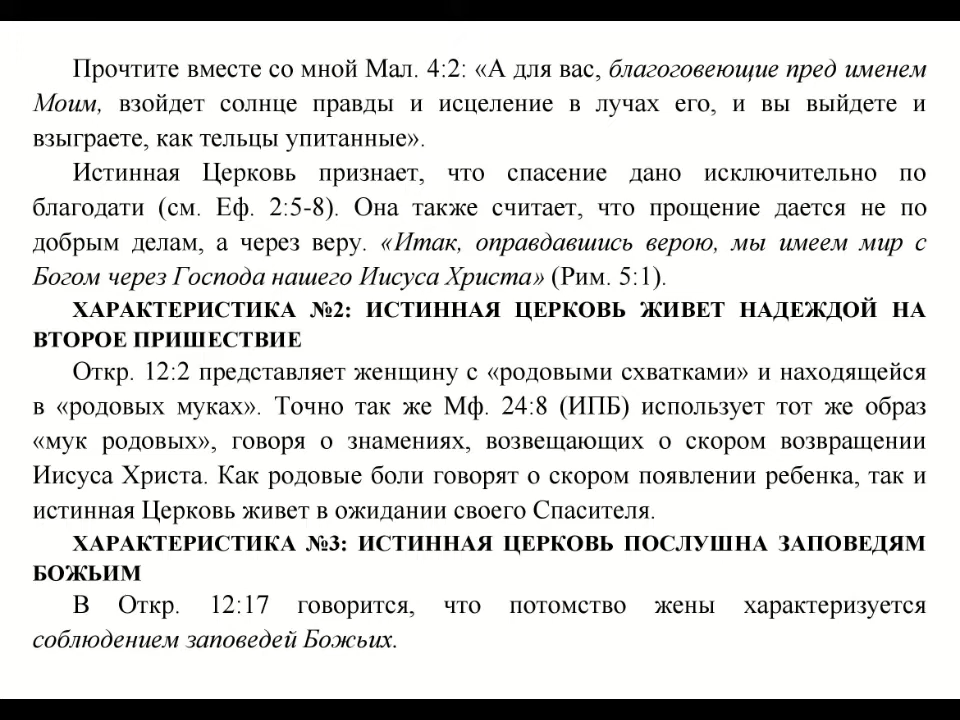 Прочтите вместе со мной Мал. 4:2: «А для вас, благоговеющие пред именем
Моим, взойдет солнце правды и исцеление в лучах его, и вы выйдете и
взыграете, как тельцы упитанные».
Истинная Церковь признает, что спасение дано исключительно по
благодати (см. Еф. 2:5-8). Она также считает, что прощение дается не по
добрым делам, а через веру. «Итак, оправдавшись верою, мы имеем мир с
Богом через Господа нашего Иисуса Христа» (Рим. 5:1).
ХАРАКТЕРИСТИКА №2: ИСТИННАЯ ЦЕРКОВЬ ЖИВЕТ НАДЕЖДОЙ НА
ВТОРОЕ ПРИШЕСТВИЕ
Откр. 12:2 представляет женщину с «родовыми схватками» и находящейся
в «родовых муках». Точно так же Мф. 24:8 (ИПБ) использует тот же образ
«мук родовых», говоря о знамениях, возвещающих о скором возвращении
Иисуса Христа. Как родовые боли говорят о скором появлении ребенка, так и
истинная Церковь живет в ожидании своего Спасителя.
ХАРАКТЕРИСТИКА №3: ИСТИННАЯ ЦЕРКОВЬ ПОСЛУШНА ЗАПОВЕДЯМ
БОЖЬИМ
В Откр. 12:17 говорится, что потомство жены характеризуется
соблюдением заповедей Божьих.